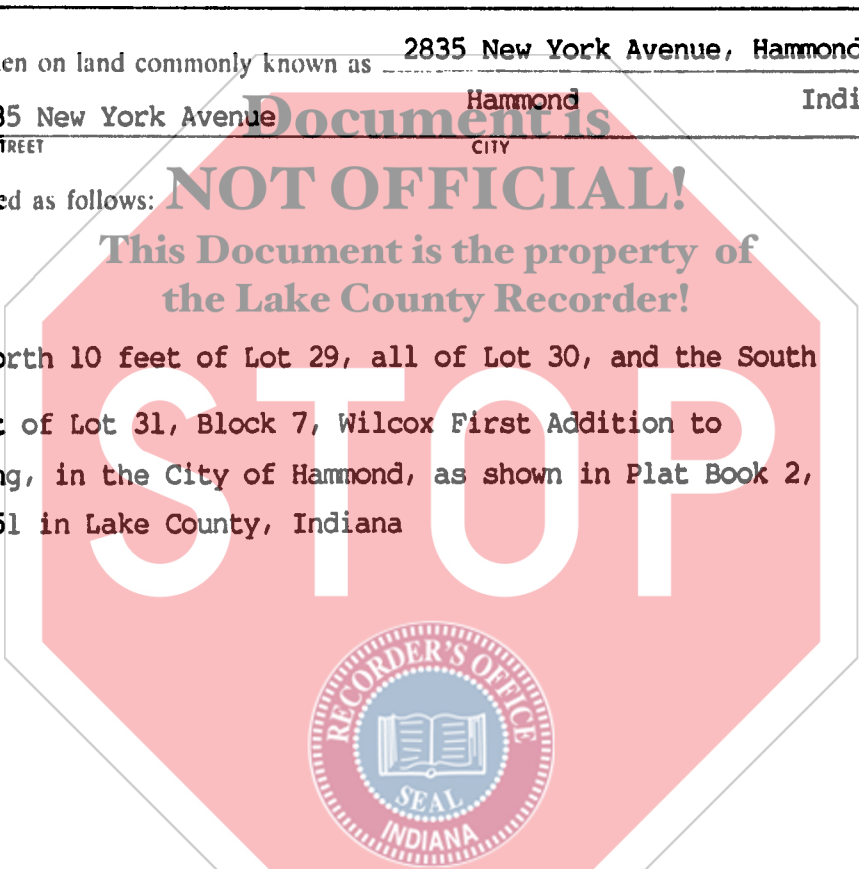 en on land commonly known as 2835 New York Avenue, Hammond
35 New York Avenue Hammond Indi
REET CITY
ed as follows:
Document is
NOT OFFICIAL!
This Document is the property of
the Lake County Recorder!
orth 10 feet of Lot 29, all of Lot 30, and the South
of Lot 31, Block 7, Wilcox First Addition to
ng, in the City of Hammond, as shown in Plat Book 2,
51 in Lake County, Indiana
STOP
RECORDER'S OFFICE
SEAL
INDIANA